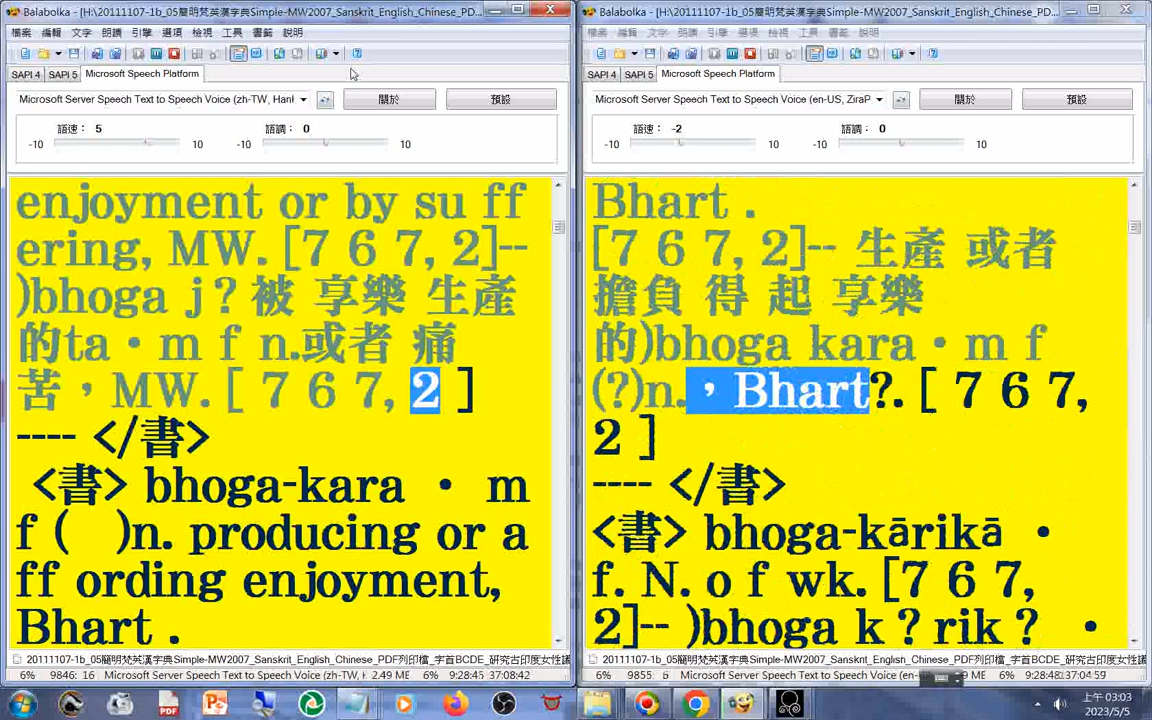 Balabolka - [H:\20111107-1b_05簡明梵英漢字典Simple-MW2007_Sanskrit_English_Chinese_PD...
檔案 編輯 文字 朗讀 引擎 選項 檢視 工具 書籤 說明
SAPI 4 SAPI 5 Microsoft Speech Platform
Microsoft Server Speech Text to Speech Voice (zh-TW, Hanl 關於 預設
語速： 5 語調： 0
-10 10 -10 10
enjoyment or by su ff
ering, MW. [7 6 7, 2]--
)bhoga j？被 享樂 生產
的ta‧m f n.或者 痛
苦，MW. [ 7 6 7, 2 ]
---- </書>
<書> bhoga-kara ‧ m
f ( )n. producing or a
ff ording enjoyment,
Bhart .
20111107-1b_05簡明梵英漢字典Simple-MW2007_Sanskrit_English_Chinese_PDF列印檔_字首BCDE_研究古印度女性議
6% 9846: 16 Microsoft Server Speech Text to Speech Voice (zh-TW, H 2.49 MB 6% 9:28:45 37:08:42
Balabolka - [H:\20111107-1b_05簡明梵英漢字典Simple-MW2007_Sanskrit_English_Chinese_PD...
檔案 編輯 文字 朗讀 引擎 選項 檢視 工具 書籤 說明
SAPI 4 SAPI 5 Microsoft Speech Platform
Microsoft Server Speech Text to Speech Voice (en-US, ZiraP 關於 預設
語速： -2 語調： 0
-10 10 -10 10
Bhart .
[7 6 7, 2]-- 生產 或者
擔負 得 起 享樂
的)bhoga kara‧m f
(?)n.，Bhart?. [ 7 6 7,
2 ]
---- </書>
<書> bhoga-kārikā ‧
f. N. o f wk. [7 6 7,
2]-- )bhoga k？rik？ ‧
20111107-1b_05簡明梵英漢字典Simple-MW2007_Sanskrit_English_Chinese_PDF列印檔_字首BCDE_研究古印度女性議
6% 9855: Microsoft Server Speech Text to Speech Voice (en- MB 6% 9:28:48 37:04:59
上午 03:03
2023/5/5